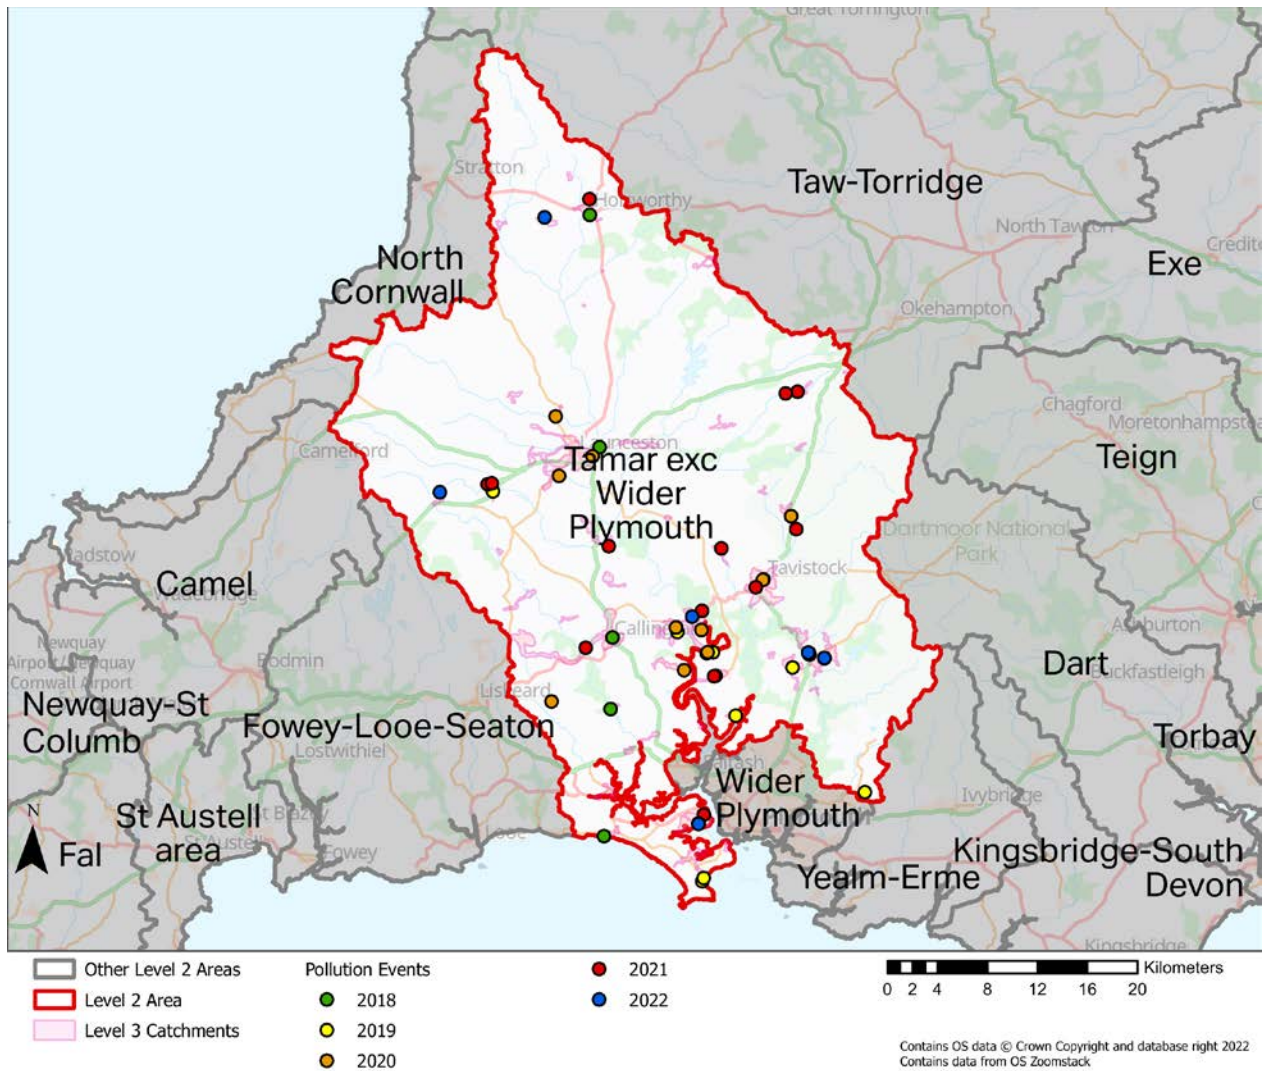 Great Torrington
Taw-Torridge
Stratton
Holsworthy
North Tawton
Crediton
North
Cornwall
Exe
Okehampton
Chagford
Moretonhampstead
Camelford
Launceston
Tamar exc
Wider
Plymouth
Teign
Dartmoor National
Park
Padstow
Camel
Wadebridge
Tavistock
Newquay
Airport/Newquay
Cornwall Airport
Bodmin
Callington
Ashburton
Dart
Buckfastleigh
Liskeard
Newquay-St
Columb
Fowey-Looe-Seaton
Lostwithiel
Torbay
Saltash
Wider
Plymouth
Ivybridge
N
Fal
St Austell
area
St Blazey
St Austell
Fowey
Looe
Yealm-Erme
Kingsbridge-South
Devon
Kingsbridge
Other Level 2 Areas
Level 2 Area
Level 3 Catchments
Pollution Events
2018
2019
2020
2021
2022
Kilometers
0 2 4 8 12 16 20
Contains OS data © Crown Copyright and database right 2022
Contains data from OS Zoomstack